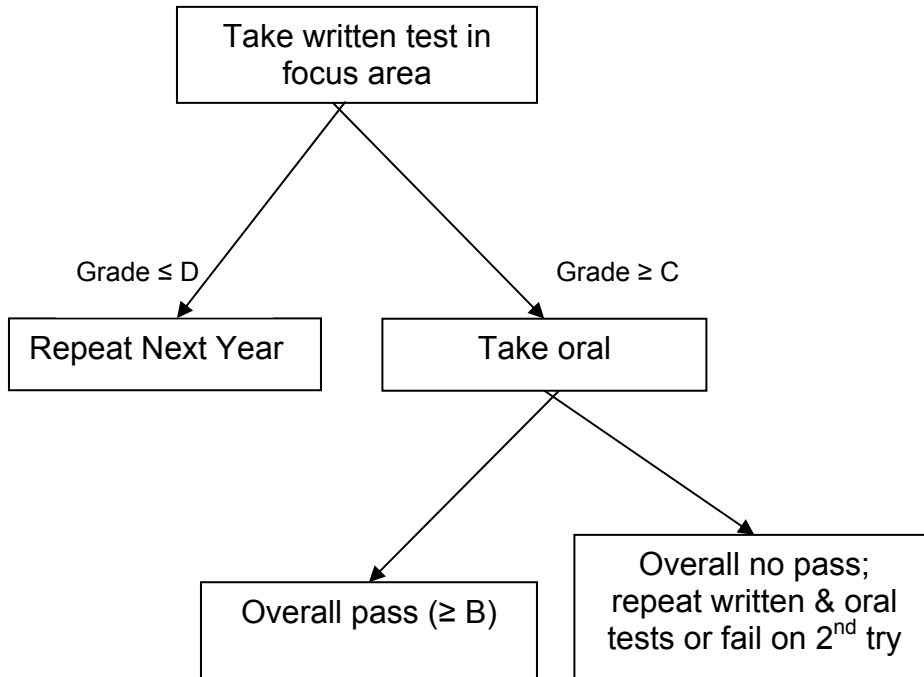 Take written test in
focus area
Grade ≤ D
Grade ≥ C
Repeat Next Year
Take oral
Overall pass (≥ B)
Overall no pass;
repeat written & oral
tests or fail on 2nd try